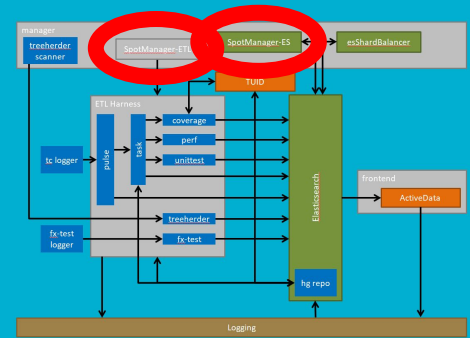 manager
treeherder
scanner
SpotManager-ETL
SpotManager-ES
esShardBalancer
TUID
ETL Harness
coverage
perf
unittest
pulse
task
tc logger
treeherder
fx-test
logger
fx-test
Elasticsearch
hg repo
frontend
ActiveData
Logging